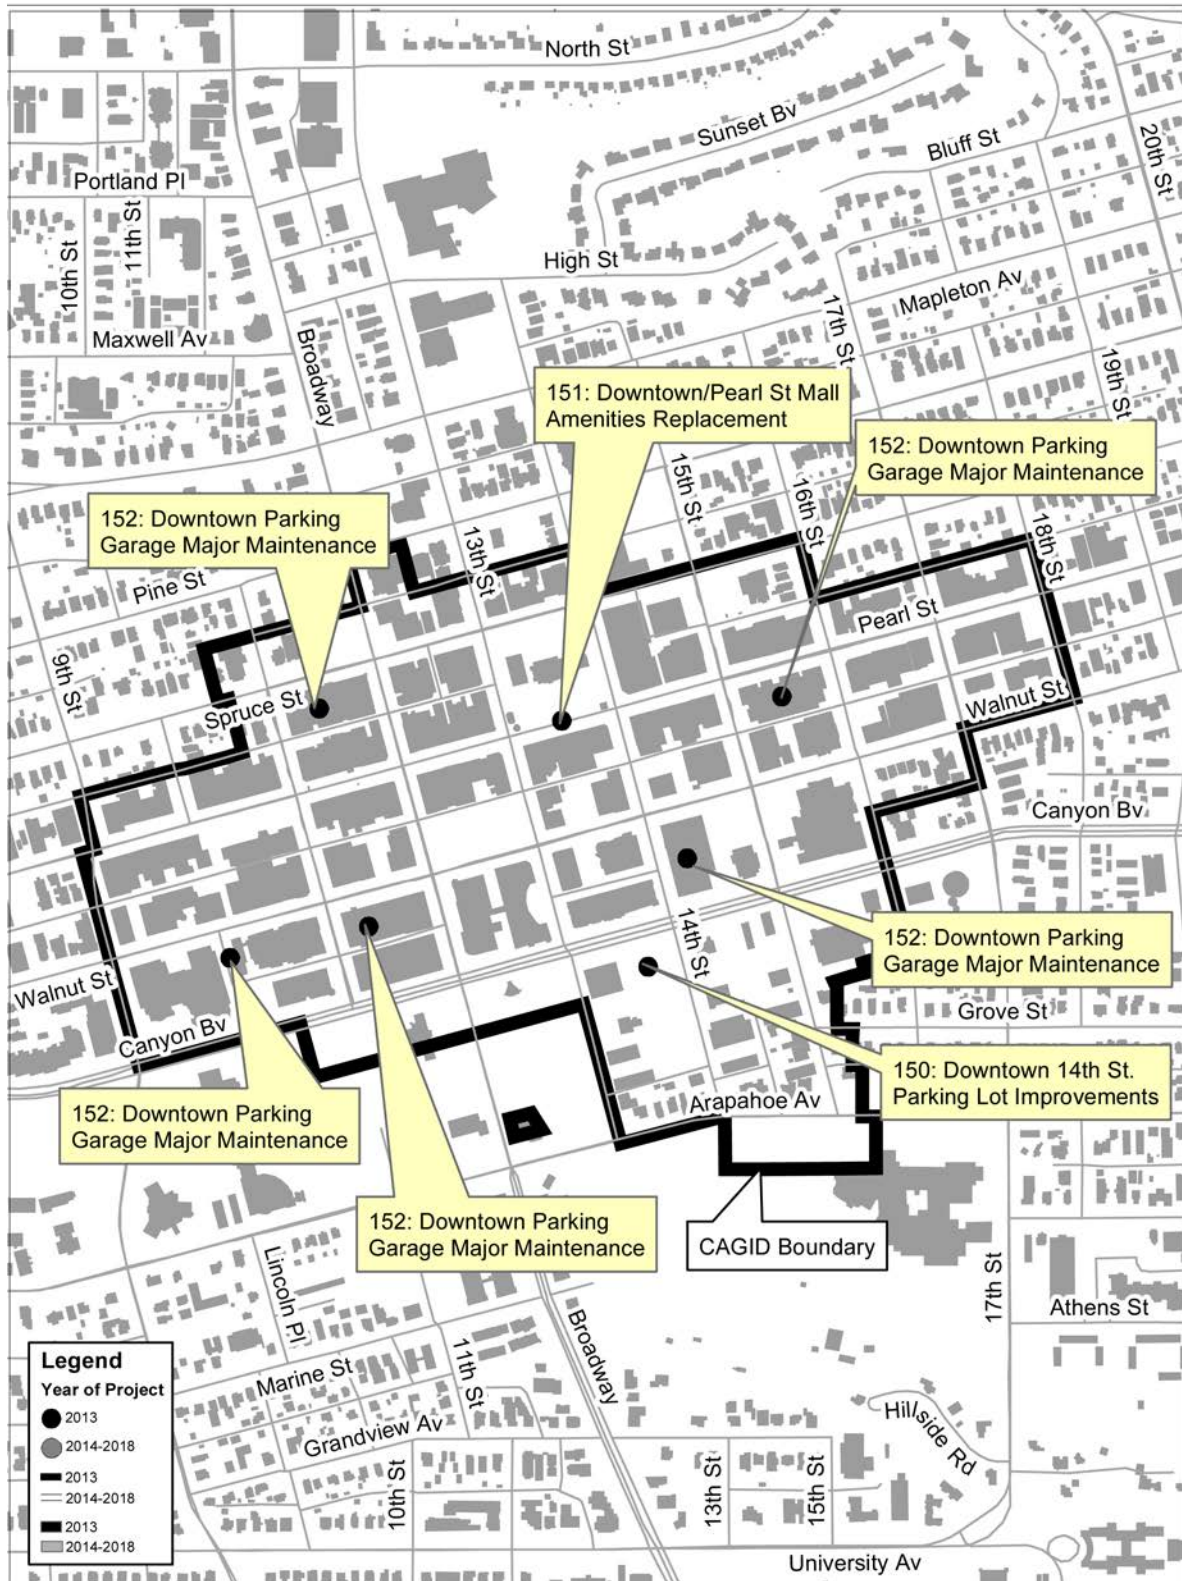 North St
Sunset Bv
Bluff St
20th St
Portland Pl
11th St
10th St
High St
Mapleton Av
17th St
Maxwell Av
Broadway
19th St
151: Downtown/Pearl St Mall
Amenities Replacement
152: Downtown Parking
Garage Major Maintenance
15th St
16th St
152: Downtown Parking
Garage Major Maintenance
13th St
18th St
Pine St
Pearl St
9th St
Spruce St
Walnut St
Canyon Bv
14th St
152: Downtown Parking
Garage Major Maintenance
Walnut St
Grove St
Canyon Bv
150: Downtown 14th St.
Parking Lot Improvements
Arapahoe Av
152: Downtown Parking
Garage Major Maintenance
152: Downtown Parking
Garage Major Maintenance
CAGID Boundary
Lincoln Pl
17th St
Athens St
Broadway
11th St
Marine St
Grandview Av
Hillside Rd
10th St
13th St
15th St
University Av
Legend
Year of Project
2013
2014-2018
2013
2014-2018
2013
2014-2018